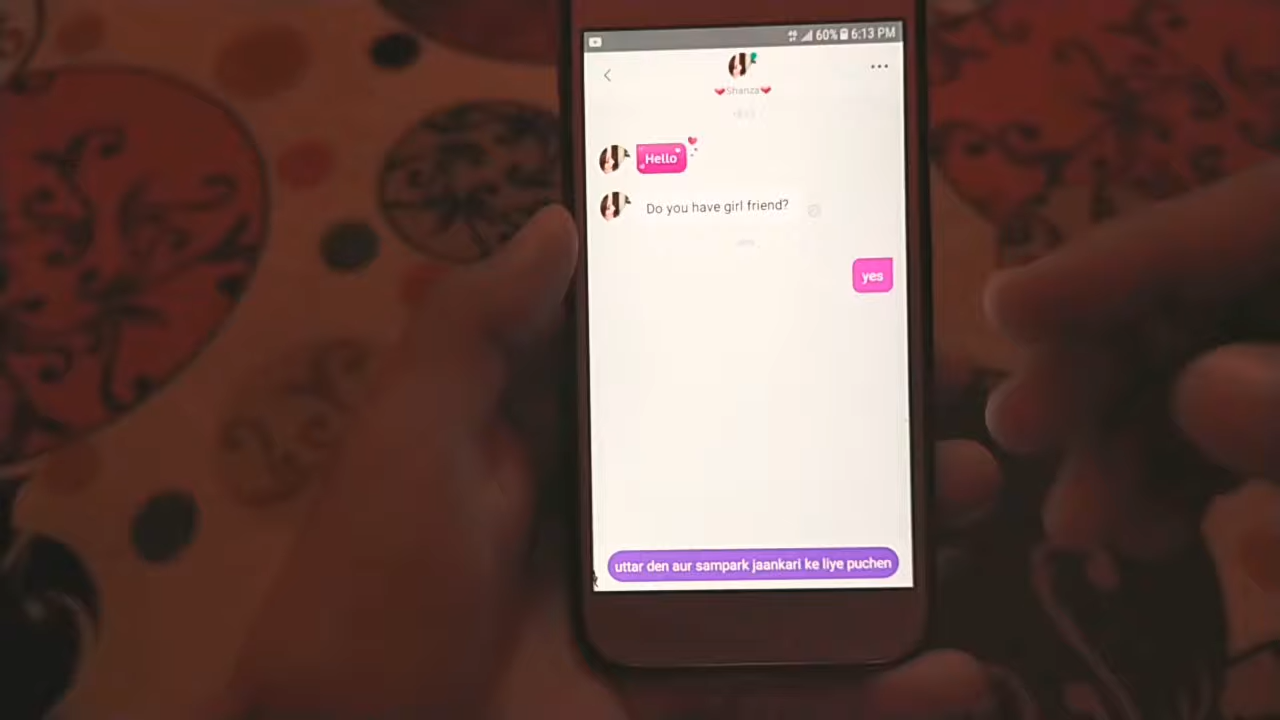 60% 6:13 PM
Shanza
Hello
Do you have girl friend?
yes
uttar den aur sampark jaankari ke liye puchen